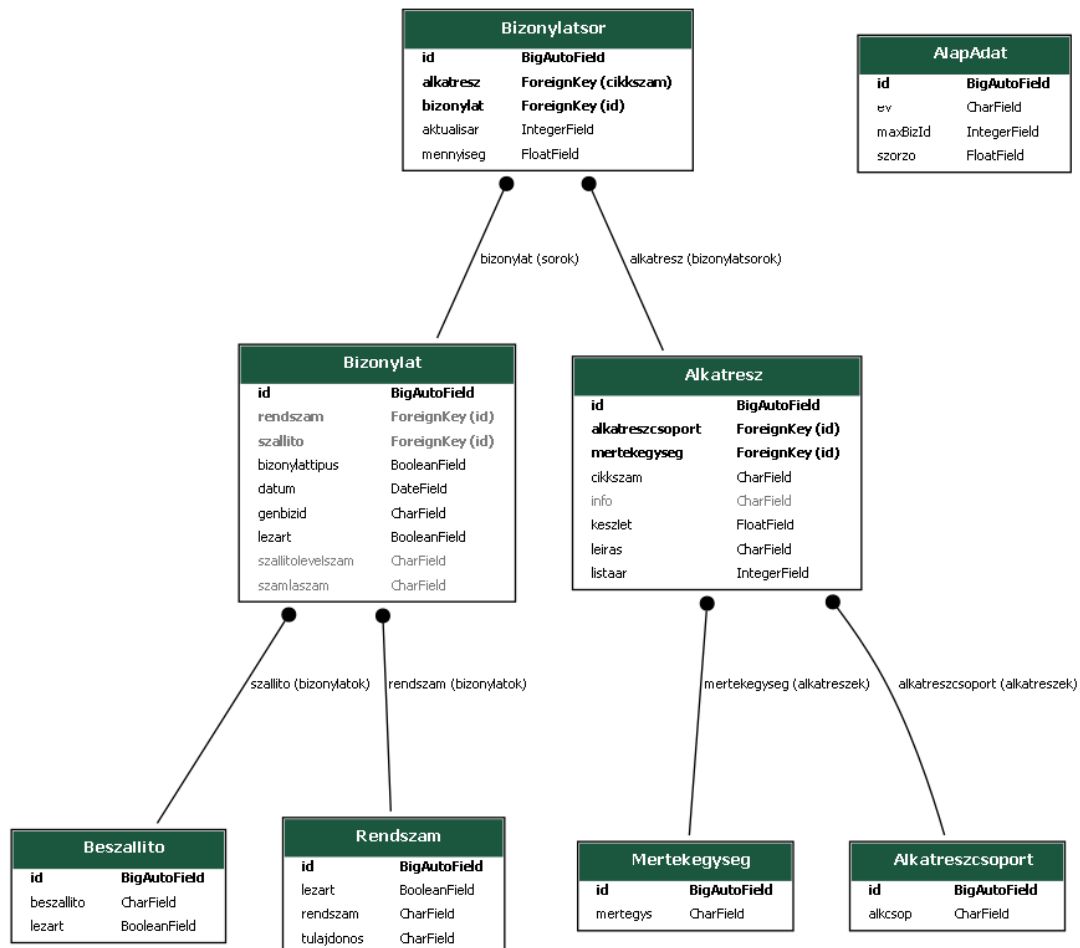 Bizonylatsor
id BigAutoField
alkatresz ForeignKey (cikkszam)
bizonylat ForeignKey (id)
aktualisar IntegerField
mennyiseg FloatField
AlapAdat
id BigAutoField
ev CharField
maxBizId IntegerField
szorzo FloatField
bizonylat (sorok)
alkatresz (bizonylatsorok)
Bizonylat
id BigAutoField
rendszam ForeignKey (id)
szallito ForeignKey (id)
bizonylattipus BooleanField
datum DateField
genbizid CharField
lezart BooleanField
szallitolevelszam CharField
szamlaszam CharField
Alkatresz
id BigAutoField
alkatreszcsoport ForeignKey (id)
mertekegyseg ForeignKey (id)
cikkszam CharField
info CharField
keszlet FloatField
leiras CharField
listaar IntegerField
szallito (bizonylatok)
rendszam (bizonylatok)
mertekegyseg (alkatreszek)
alkatreszcsoport (alkatreszek)
Beszallito
id BigAutoField
beszallito CharField
lezart BooleanField
Rendszam
id BigAutoField
lezart BooleanField
rendszam CharField
tulajdonos CharField
Mertekegyseg
id BigAutoField
mertegys CharField
Alkatreszcsoport
id BigAutoField
alkcsop CharField